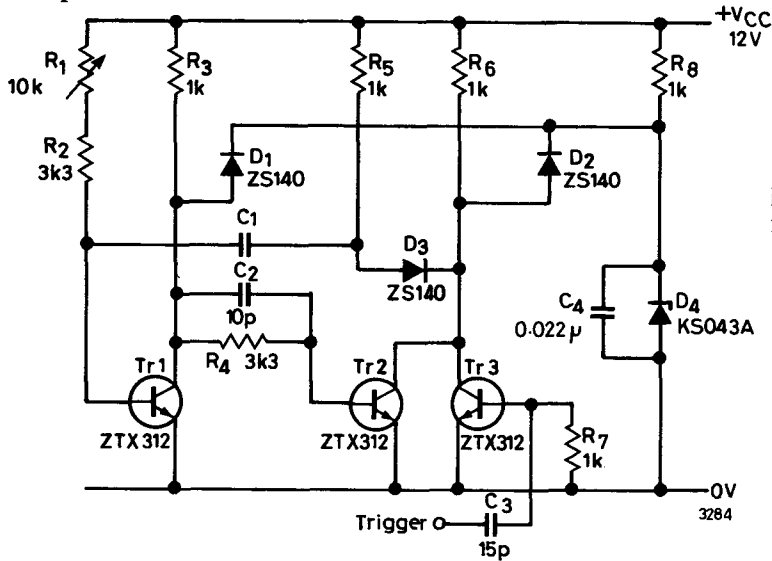 +VCC
12V
R1
10k
R3
1k
R5
1k
R6
1k
R8
1k
R2
3k3
D1
ZS140
D2
ZS140
C1
D3
ZS140
C2
10p
R4 3k3
C4
0.022µ
D4
KS043A
Tr1
ZTX312
Tr2
ZTX312
Tr3
ZTX312
R7
1k
0V
3284
Trigger
C3
15p